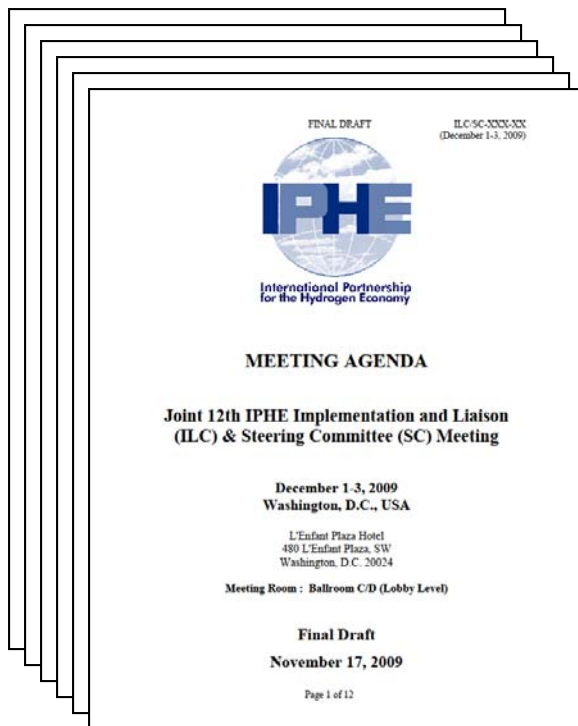 FINAL DRAFT
ILC/SC-XXX-XX
(December 1-3, 2009)
IPHE
International Partnership
for the Hydrogen Economy
MEETING AGENDA
Joint 12th IPHE Implementation and Liaison
(ILC) & Steering Committee (SC) Meeting
December 1-3, 2009
Washington, D.C., USA
L'Enfant Plaza Hotel
480 L'Enfant Plaza, SW
Washington, D.C. 20024
Meeting Room : Ballroom C/D (Lobby Level)
Final Draft
November 17, 2009
Page 1 of 12